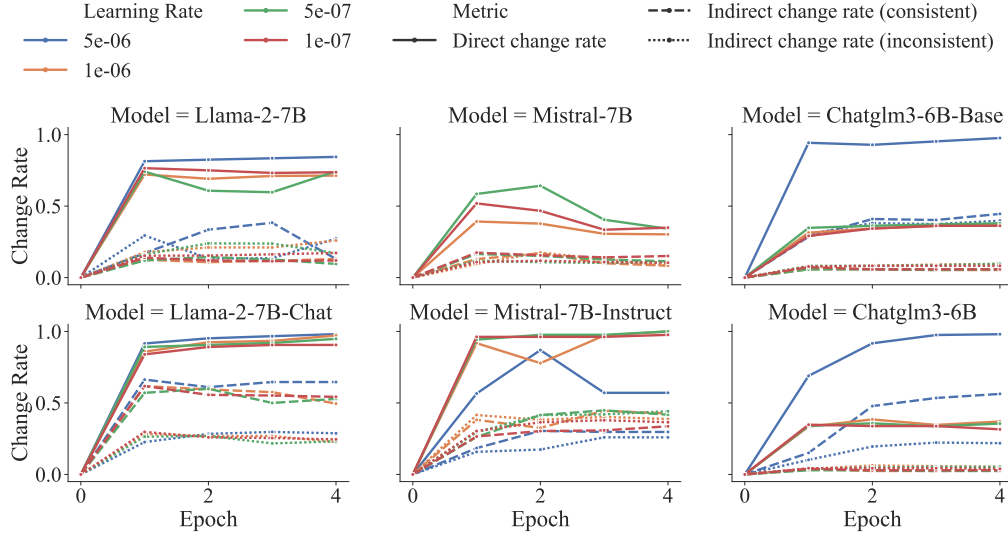 Learning Rate
5e-06
1e-06
5e-07
1e-07
Metric
Direct change rate
Indirect change rate (consistent)
Indirect change rate (inconsistent)
Model = Llama-2-7B
Model = Mistral-7B
Model = Chatglm3-6B-Base
Change Rate
1.0
0.5
0.0
Model = Llama-2-7B-Chat
Model = Mistral-7B-Instruct
Model = Chatglm3-6B
Change Rate
1.0
0.5
0.0
0 2 4
0 2 4
0 2 4
Epoch
Epoch
Epoch